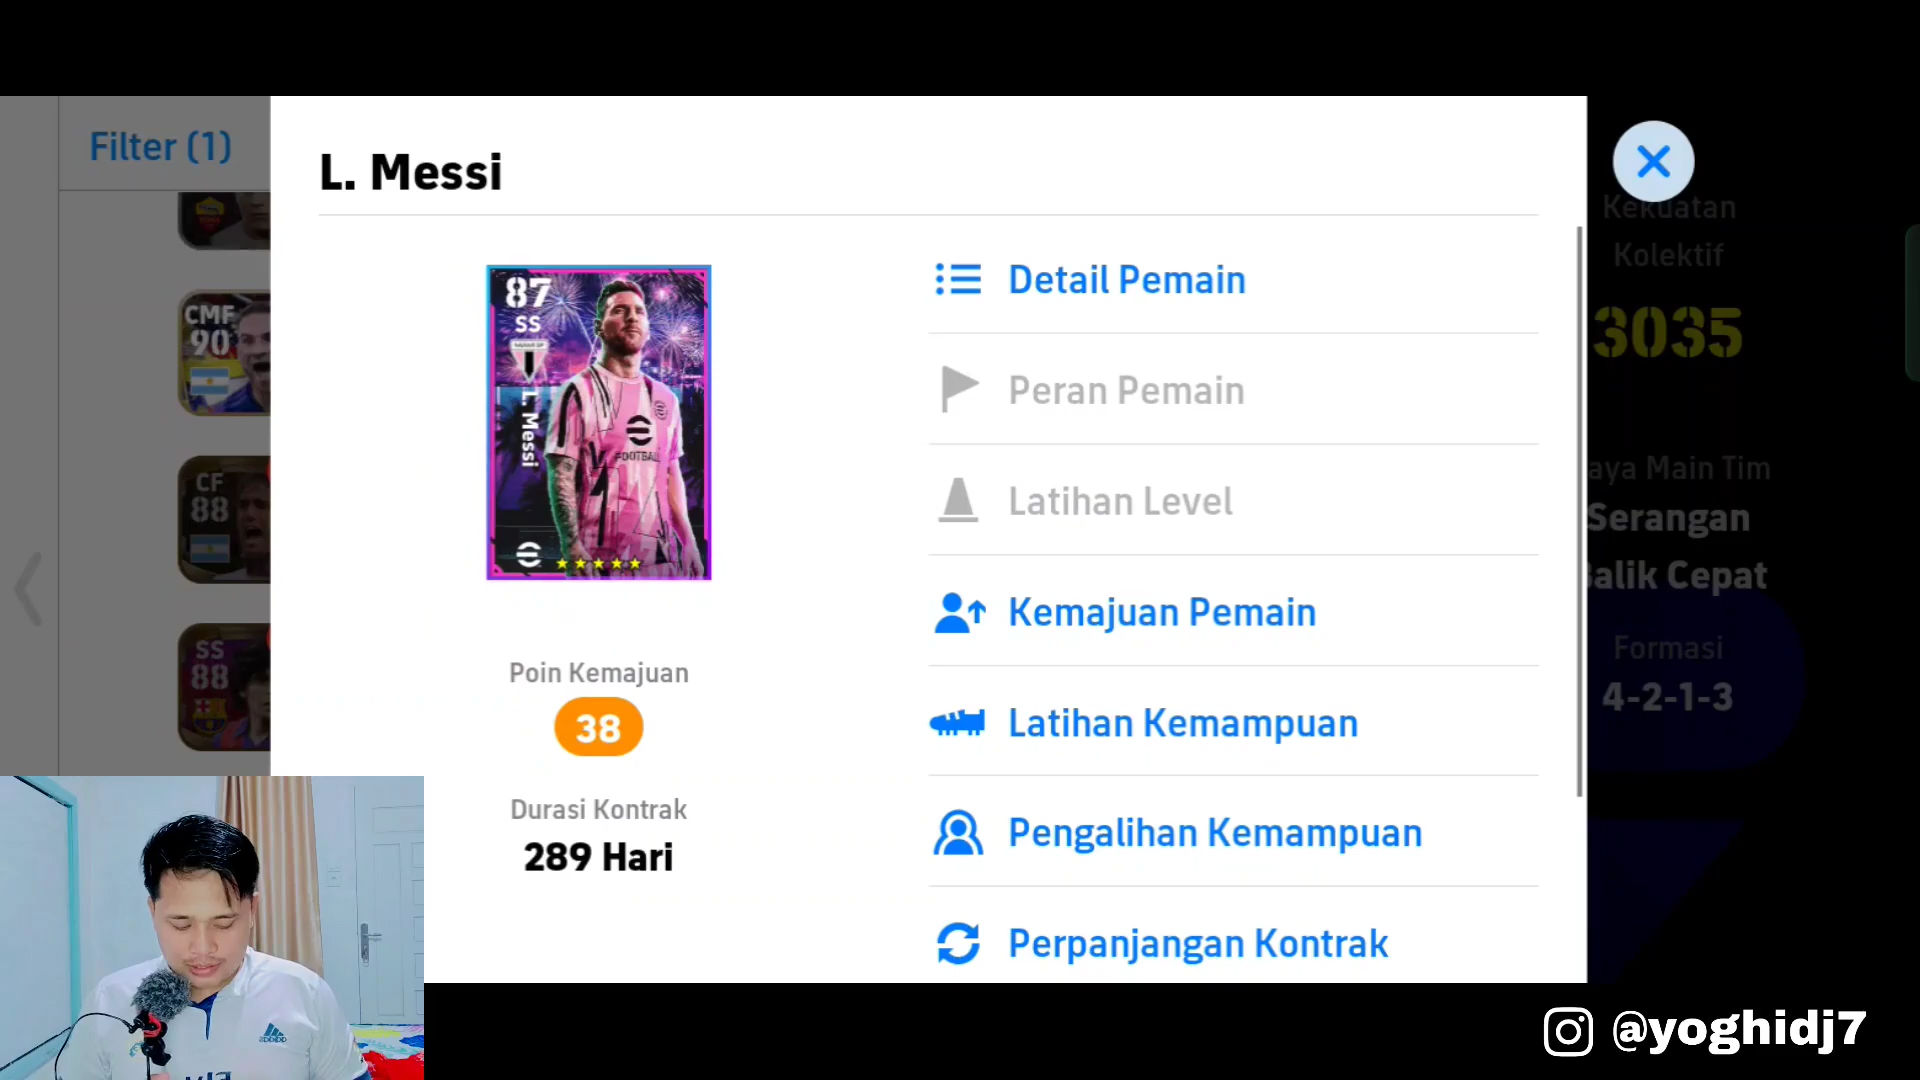 Filter (1)
L. Messi
Kekuatan
Kolektif
3035
CMF
90
CF
88
SS
88
87
SS
L. Messi
FOOTBALL
Detail Pemain
Peran Pemain
Latihan Level
Kemajuan Pemain
Latihan Kemampuan
Pengalihan Kemampuan
Perpanjangan Kontrak
Poin Kemajuan
38
Durasi Kontrak
289 Hari
aya Main Tim
Serangan
Balik Cepat
Formasi
4-2-1-3
@yoghidj7